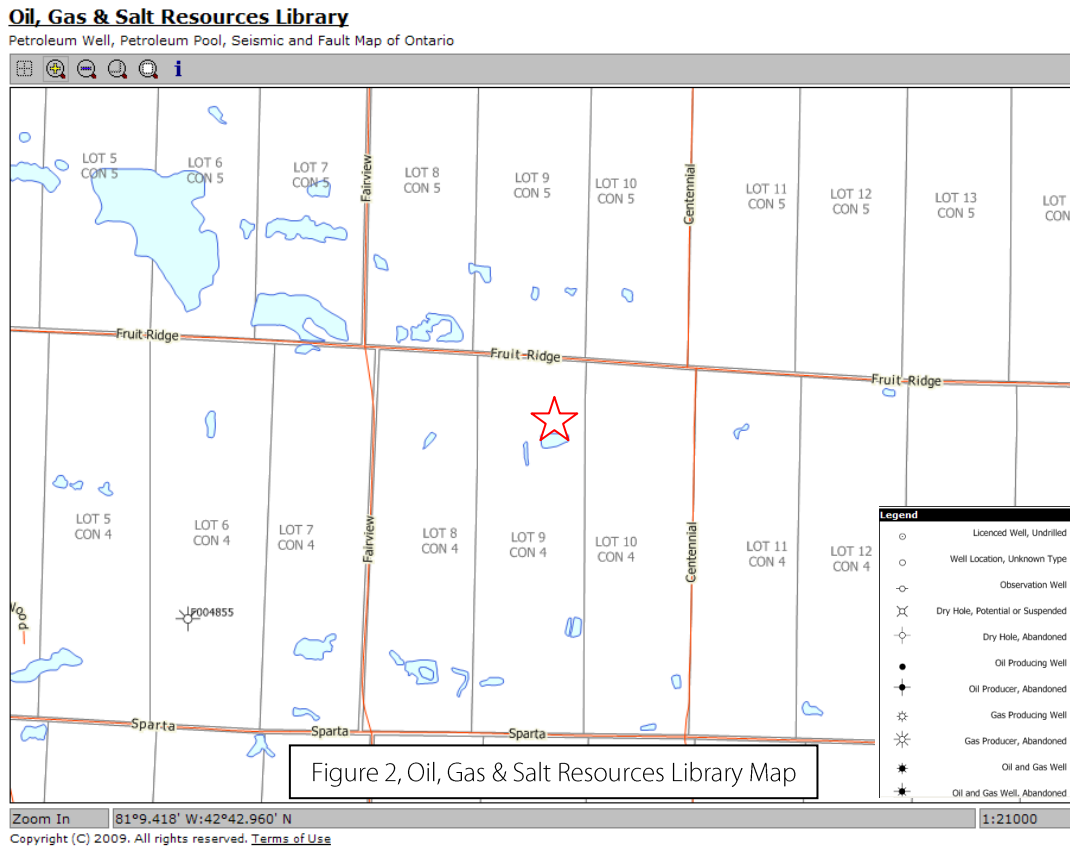 Oil, Gas & Salt Resources Library
Petroleum Well, Petroleum Pool, Seismic and Fault Map of Ontario
i
LOT 5
CON 5
LOT 6
CON 5
LOT 7
CON 5
Fairview
LOT 8
CON 5
LOT 9
CON 5
LOT 10
CON 5
Centennial
LOT 11
CON 5
LOT 12
CON 5
LOT 13
CON 5
LOT
CON
Fruit Ridge
Fruit Ridge
Fruit Ridge
LOT 5
CON 4
LOT 6
CON 4
LOT 7
CON 4
Fairview
LOT 8
CON 4
LOT 9
CON 4
LOT 10
CON 4
Centennial
LOT 11
CON 4
LOT 12
CON 4
F004855
Sparta
Sparta
Sparta
Legend
Licenced Well, Undrilled
Well Location, Unknown Type
Observation Well
Dry Hole, Potential or Suspended
Dry Hole, Abandoned
Oil Producing Well
Oil Producer, Abandoned
Gas Producing Well
Gas Producer, Abandoned
Oil and Gas Well
Oil and Gas Well, Abandoned
Figure 2, Oil, Gas & Salt Resources Library Map
Zoom In
81°9.418' W:42°42.960' N
1:21000
Copyright (C) 2009. All rights reserved. Terms of Use